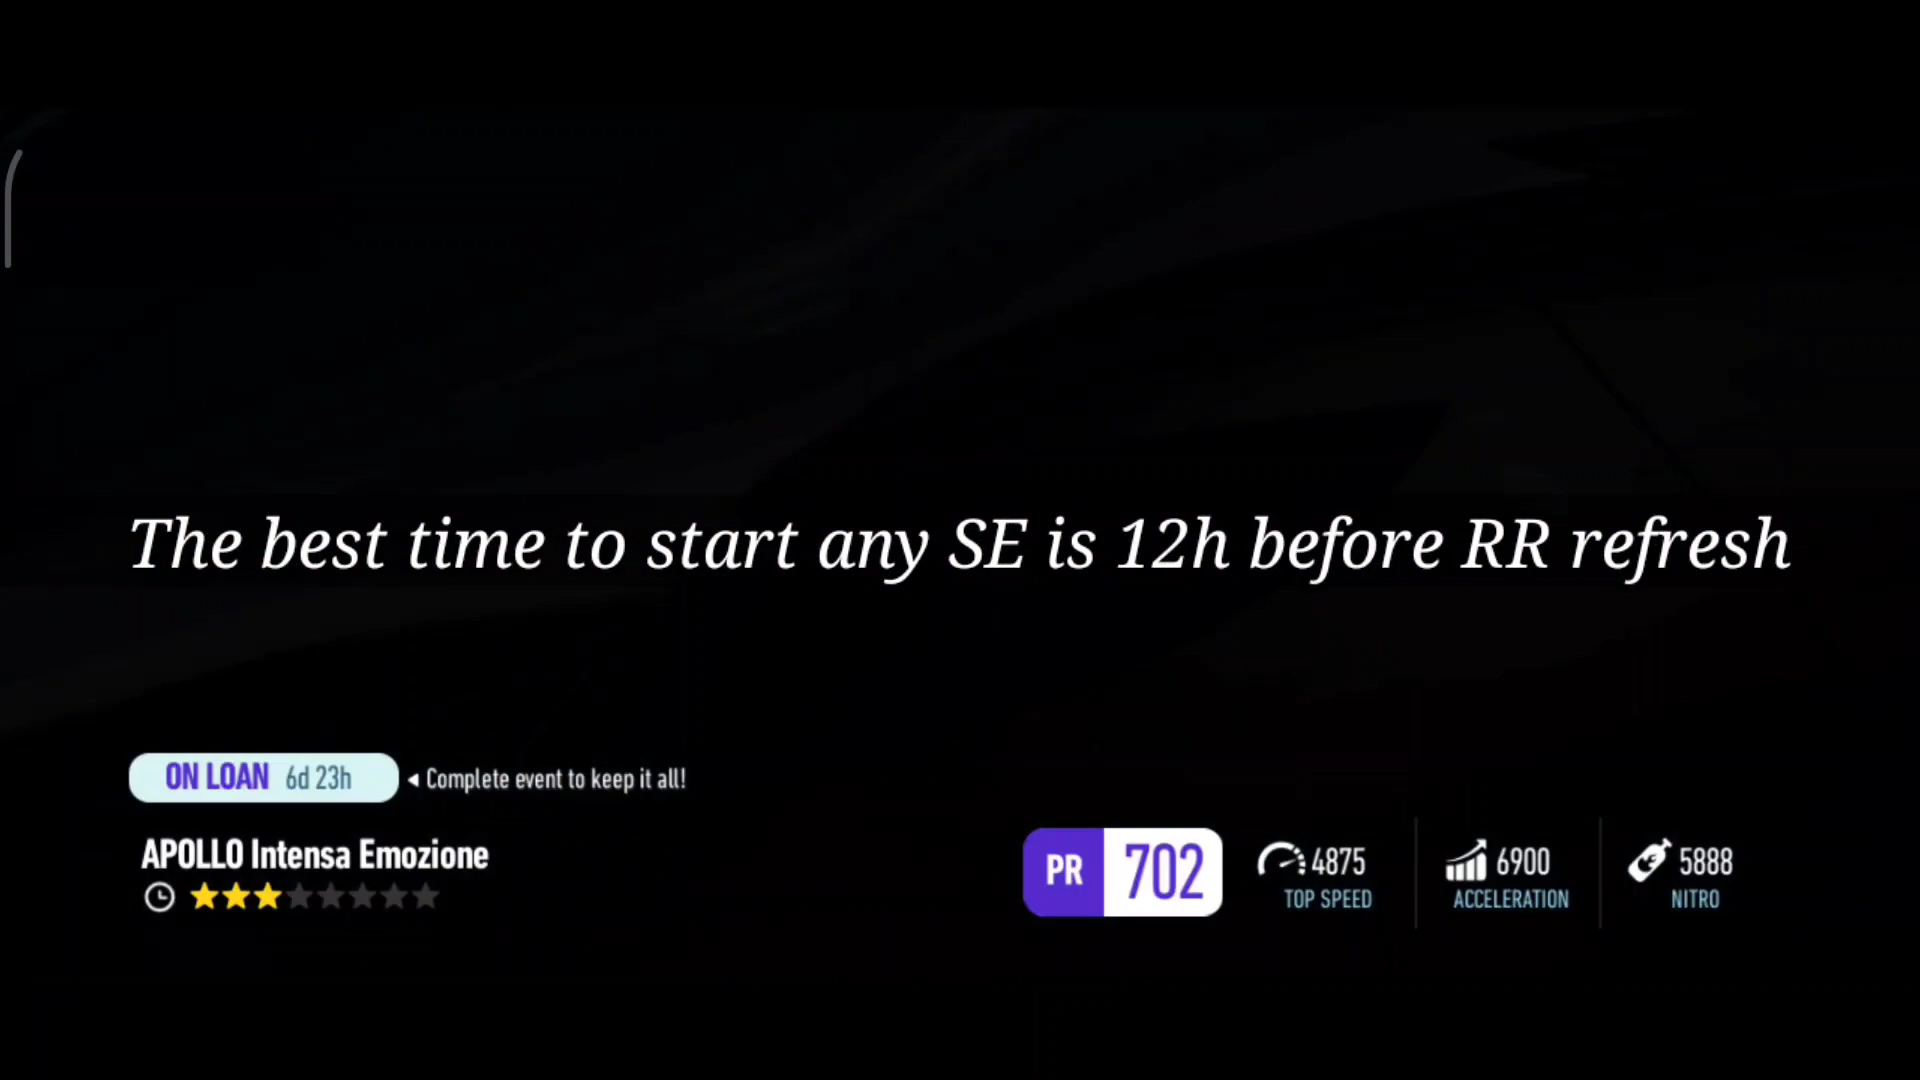 The best time to start any SE is 12h before RR refresh
ON LOAN 6d 23h Complete event to keep it all!
APOLLO Intensa Emozione
PR 702
4875
TOP SPEED
6900
ACCELERATION
5888
NITRO